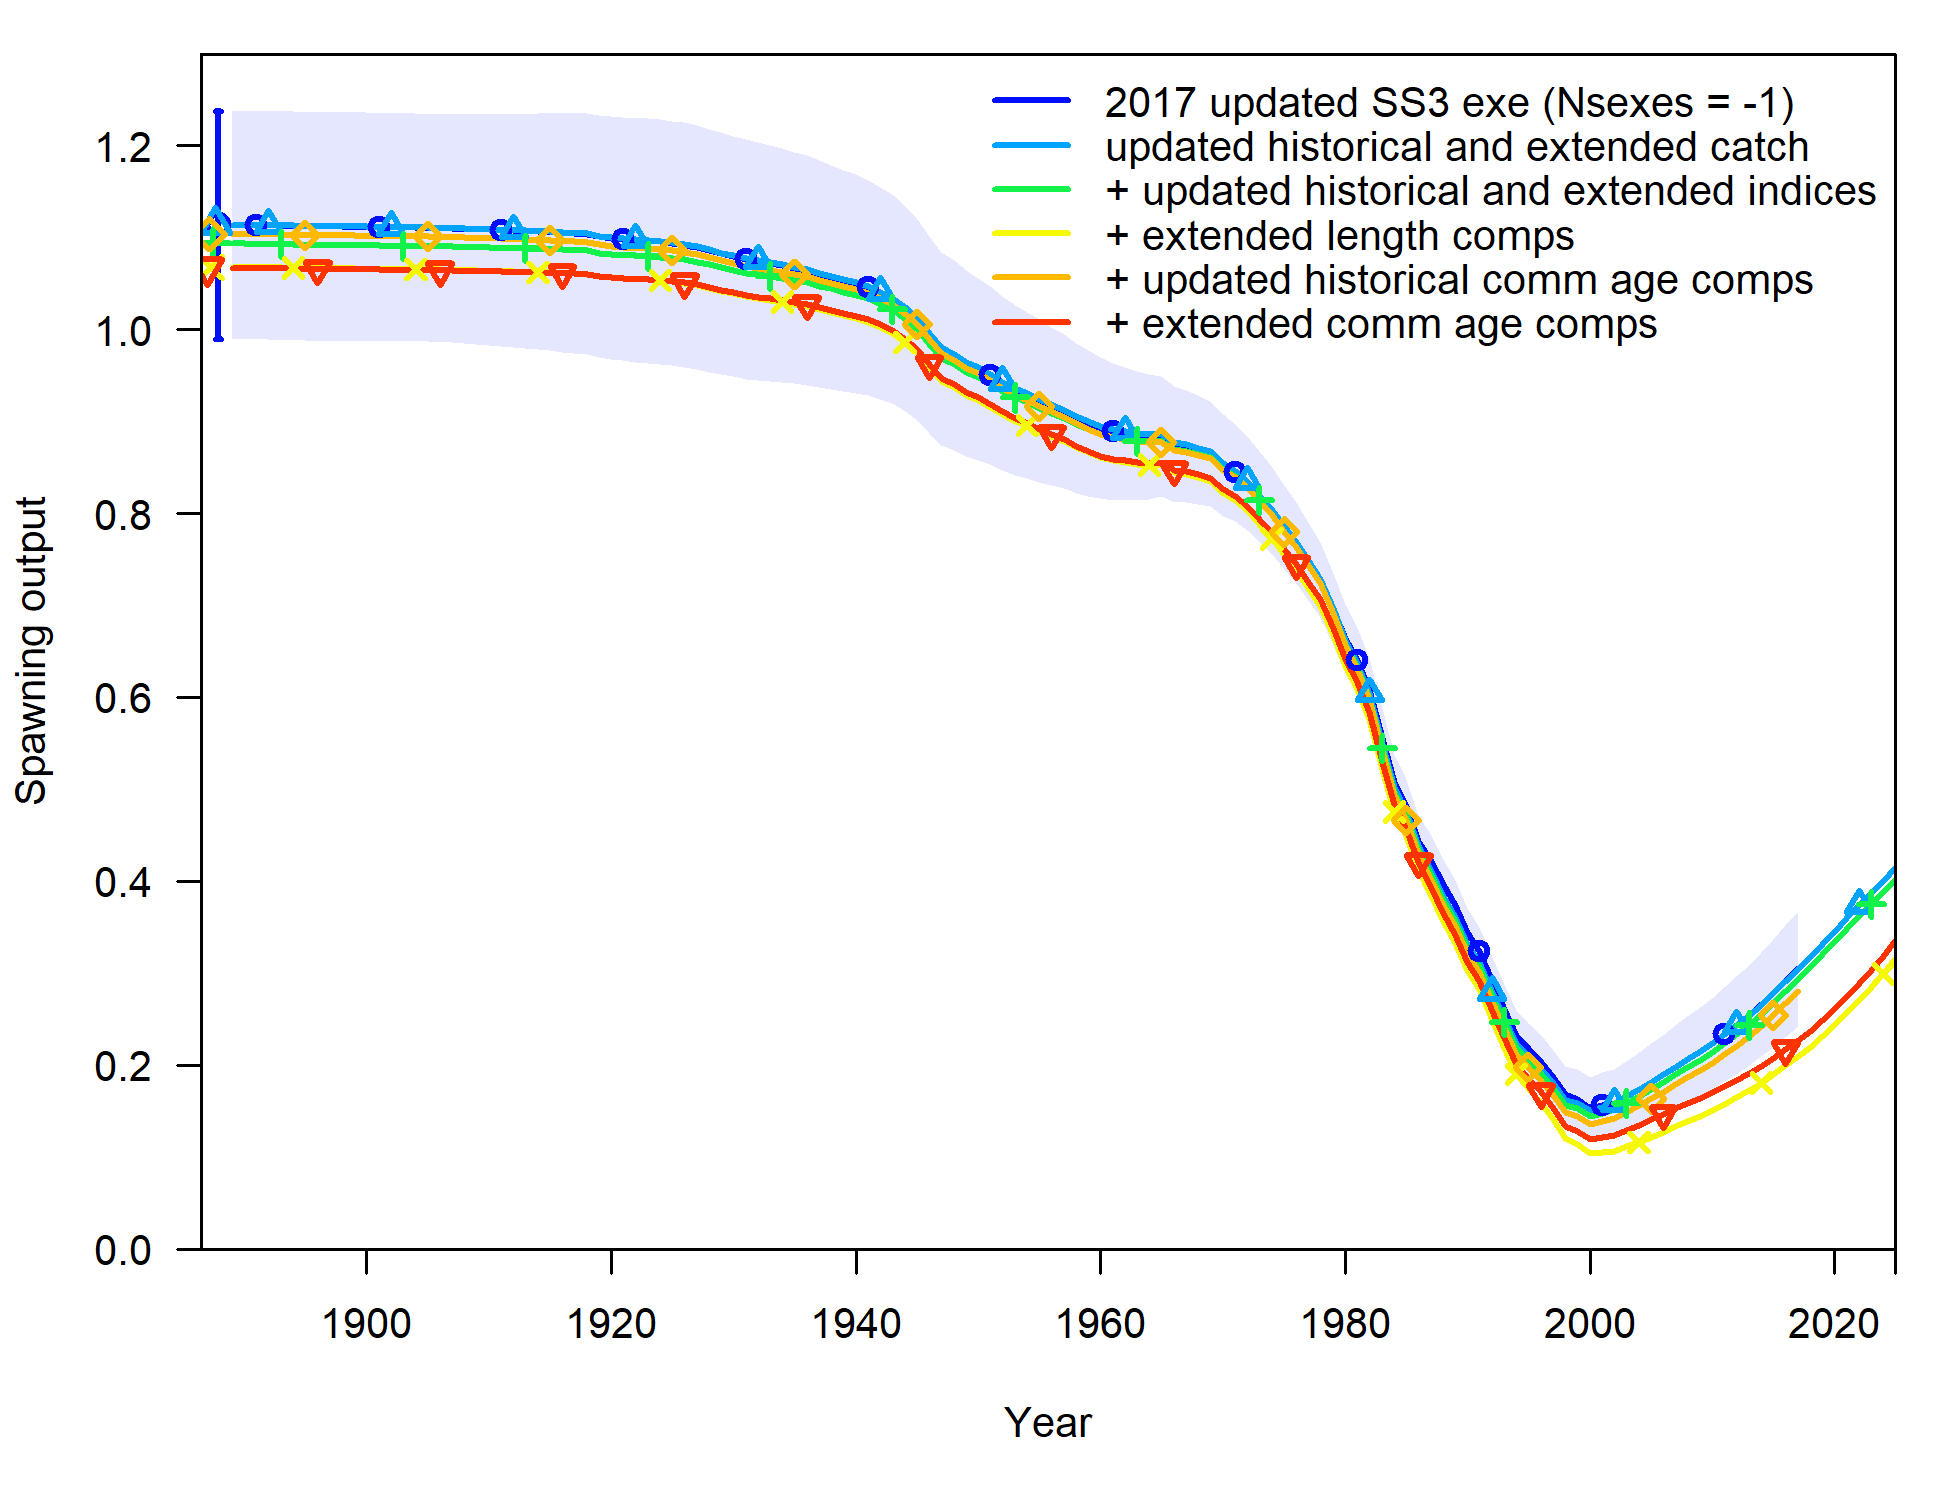 2017 updated SS3 exe (Nsexes = -1)
updated historical and extended catch
+ updated historical and extended indices
+ extended length comps
+ updated historical comm age comps
+ extended comm age comps
Spawning output
1.2
1.0
0.8
0.6
0.4
0.2
0.0
1900 1920 1940 1960 1980 2000 2020
Year